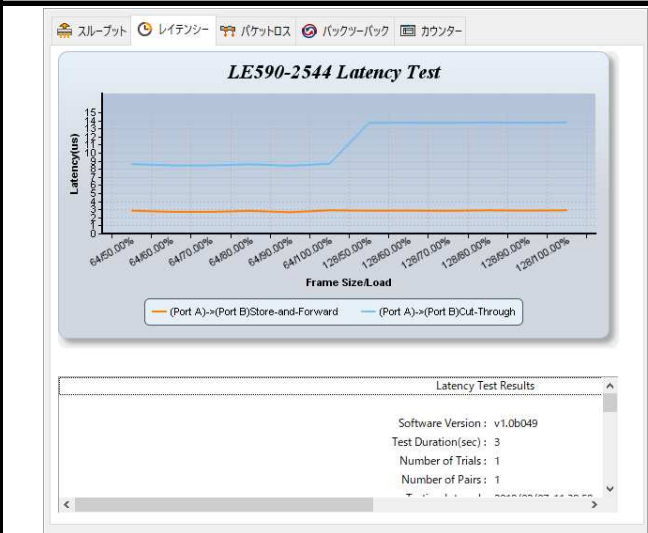 スループット レイテンシー パケットロス バックツーバック カウンター
LE590-2544 Latency Test
Latency(us)
15
14
13
12
11
10
9
8
7
6
5
4
3
2
1
0
64/50.00% 64/60.00% 64/70.00% 64/80.00% 64/90.00% 64/100.00% 128/50.00% 128/60.00% 128/70.00% 128/80.00% 128/90.00% 128/100.00%
Frame Size/Load
(Port A)->(Port B)Store-and-Forward (Port A)->(Port B)Cut-Through
Latency Test Results
Software Version : v1.0b049
Test Duration(sec) : 3
Number of Trials : 1
Number of Pairs : 1